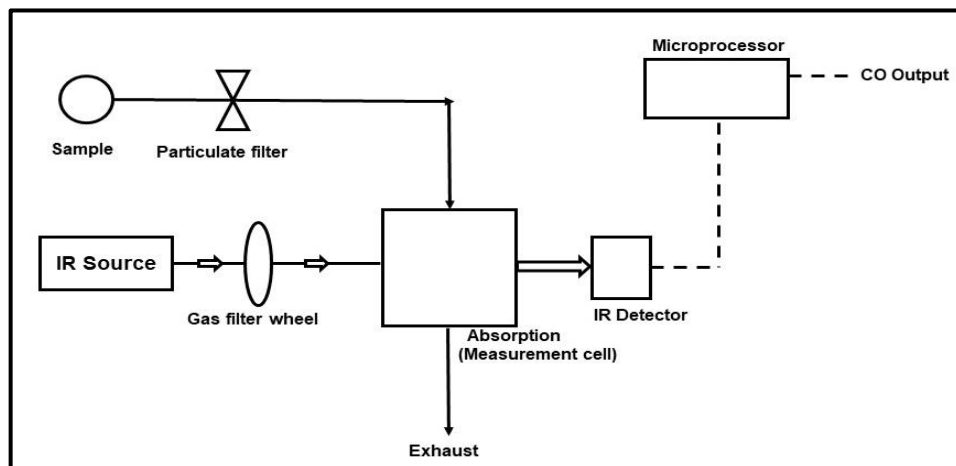 Microprocessor
CO Output
Sample
Particulate filter
IR Source
Gas filter wheel
IR Detector
Absorption
(Measurement cell)
Exhaust